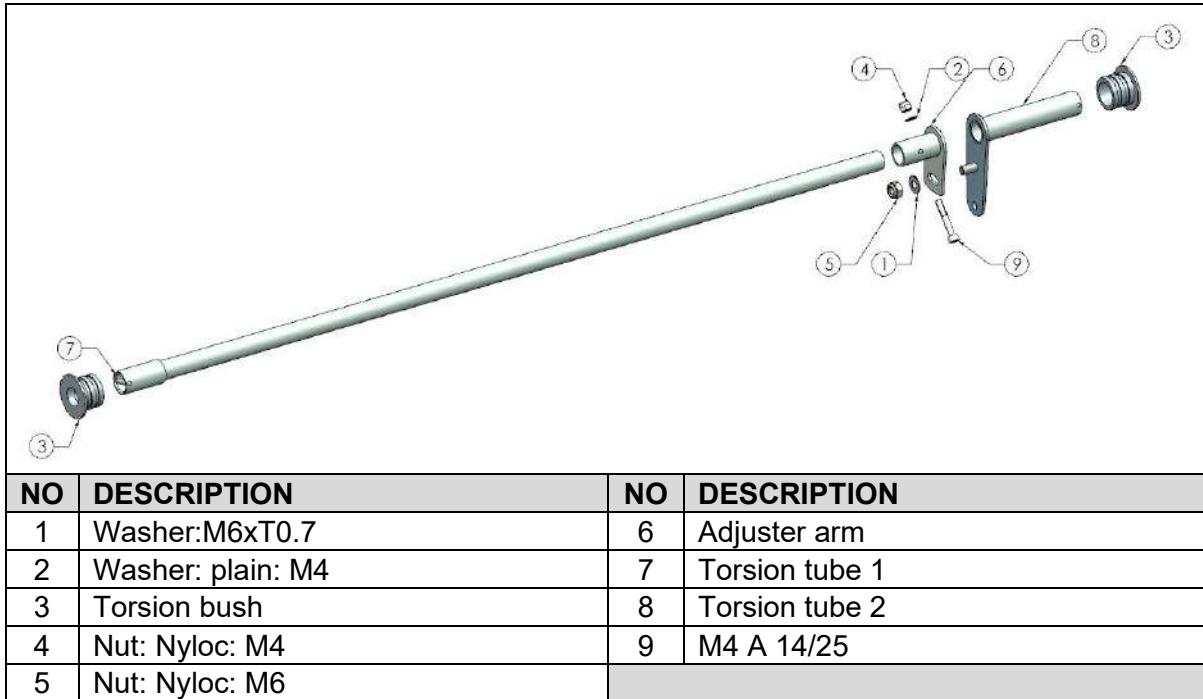 4
2
6
8
3
5
1
9
7
3
NO DESCRIPTION NO DESCRIPTION
1 Washer:M6xT0.7 6 Adjuster arm
2 Washer: plain: M4 7 Torsion tube 1
3 Torsion bush 8 Torsion tube 2
4 Nut: Nyloc: M4 9 M4 A 14/25
5 Nut: Nyloc: M6